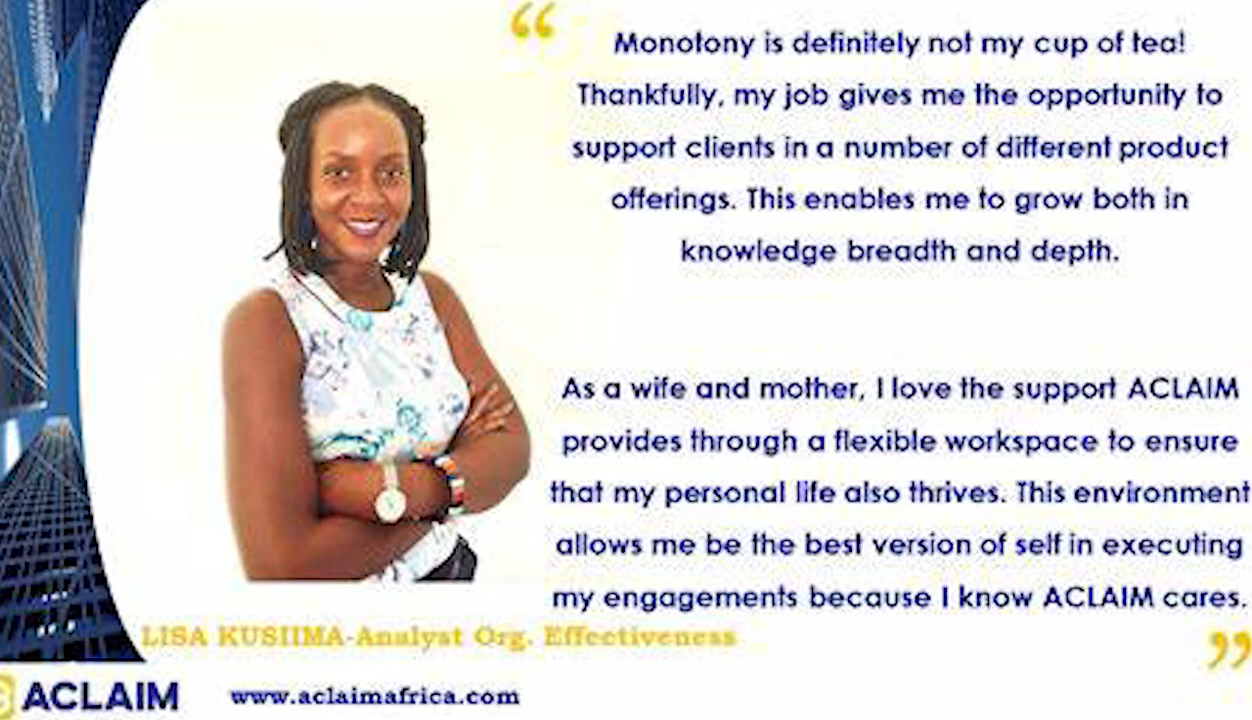 “
Monotony is definitely not my cup of tea!
Thankfully, my job gives me the opportunity to
support clients in a number of different product
offerings. This enables me to grow both in
knowledge breadth and depth.
As a wife and mother, I love the support ACLAIM
provides through a flexible workspace to ensure
that my personal life also thrives. This environment
allows me be the best version of self in executing
my engagements because I know ACLAIM cares.
”
LISA KUSIIMA-Analyst Org. Effectiveness
ACLAIM
www.aclaimafrica.com